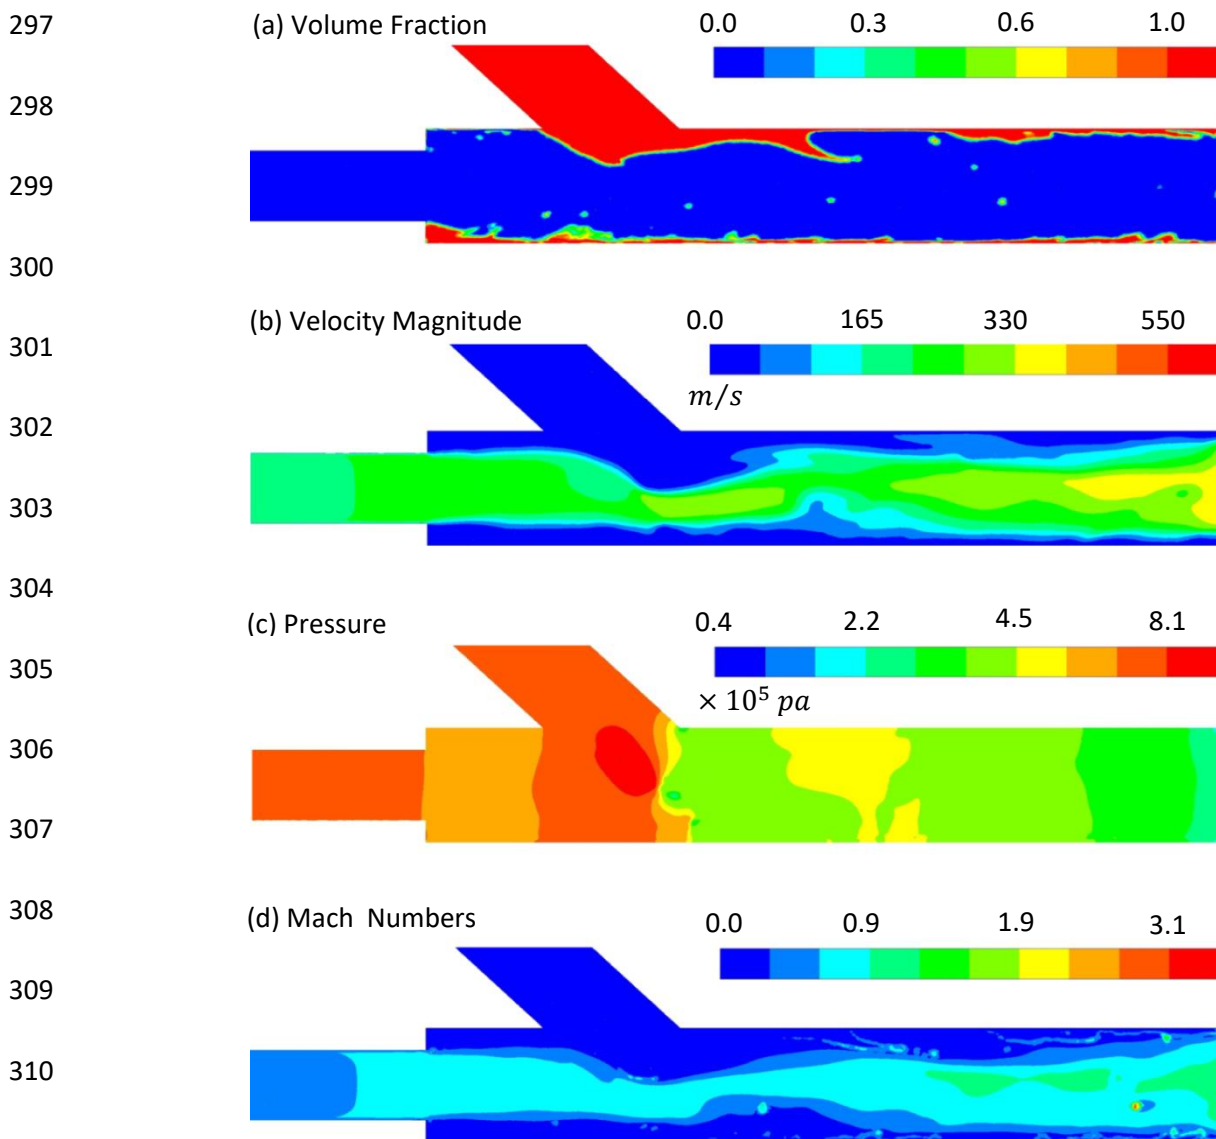 297
(a) Volume Fraction 0.0 0.3 0.6 1.0
298
299
300
(b) Velocity Magnitude 0.0 165 330 550
301
m/s
302
303
304
(c) Pressure 0.4 2.2 4.5 8.1
305
× 10⁵ pa
306
307
308
(d) Mach Numbers 0.0 0.9 1.9 3.1
309
310